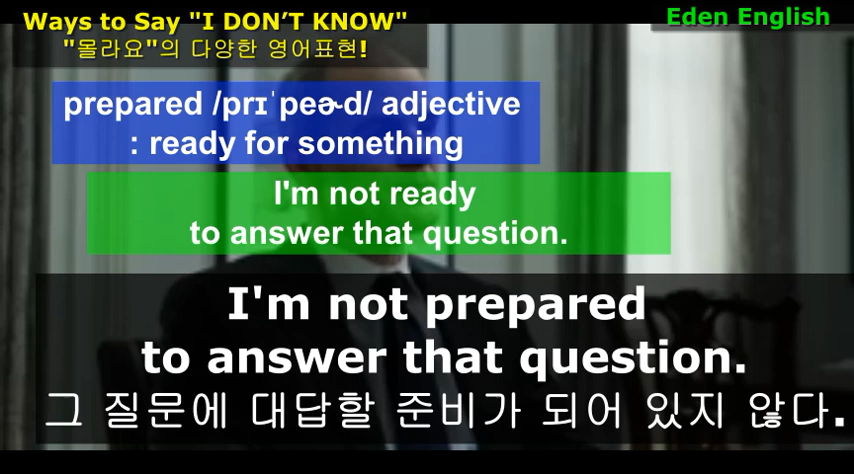 Ways to Say "I DON’T KNOW"
"몰라요"의 다양한 영어표현!
Eden English
prepared /prɪˈpeɚd/ adjective
: ready for something
I'm not ready
to answer that question.
I'm not prepared
to answer that question.
그 질문에 대답할 준비가 되어 있지 않다.